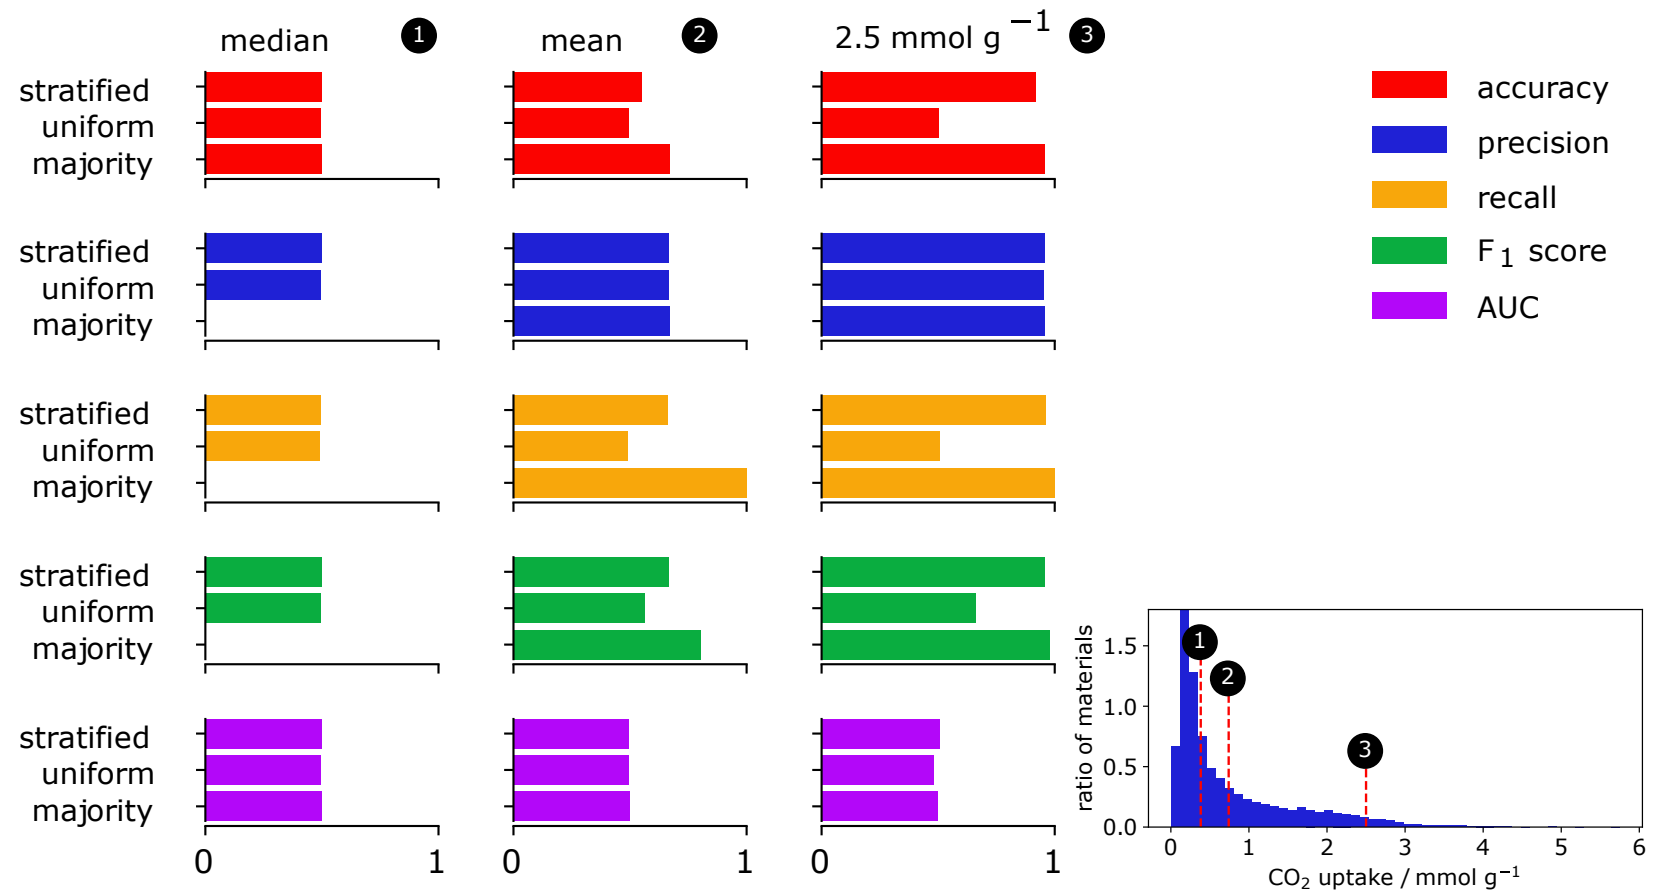 median 1 mean 2 2.5 mmol g⁻¹ 3
stratified
uniform
majority
0 1
stratified
uniform
majority
stratified
uniform
majority
stratified
uniform
majority
stratified
uniform
majority
0 1 0 1 0 1
accuracy
precision
recall
F₁ score
AUC
ratio of materials
1.5
1.0
0.5
0.0
1
2
3
0 1 2 3 4 5 6
CO₂ uptake / mmol g⁻¹